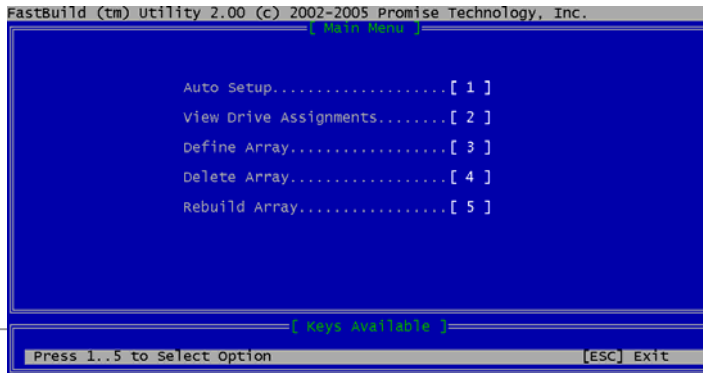 FastBuild (tm) Utility 2.00 (c) 2002-2005 Promise Technology, Inc.
[ Main Menu ]
Auto Setup....................[ 1 ]
View Drive Assignments........[ 2 ]
Define Array..................[ 3 ]
Delete Array..................[ 4 ]
Rebuild Array.................[ 5 ]
[ Keys Available ]
Press 1..5 to Select Option [ESC] Exit